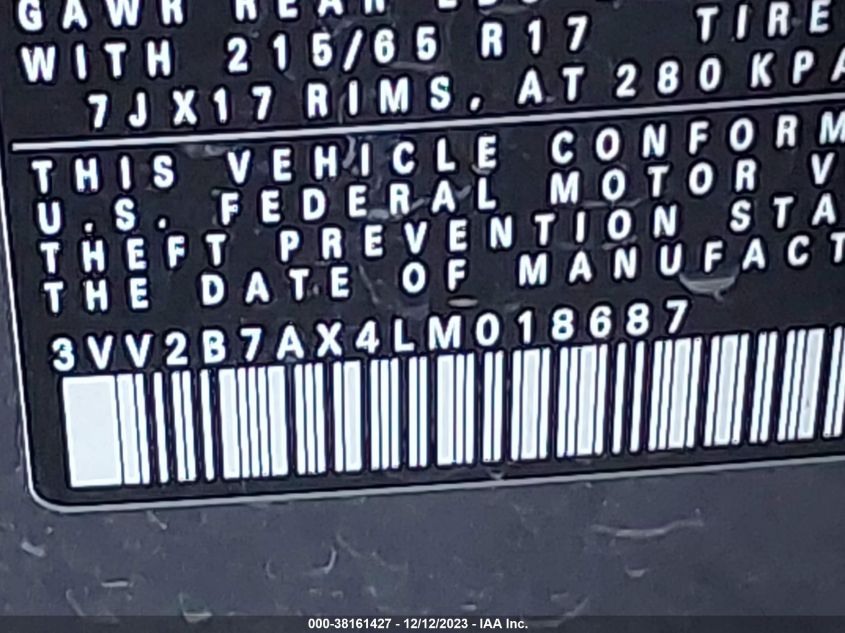 GAWR REAR
WITH 215/65 R17 TIRE
7JX17 RIMS, AT 280 KPA
THIS VEHICLE CONFORM
U.S. FEDERAL MOTOR V
THEFT PREVENTION STA
THE DATE OF MANUFACT
3VV2B7AX4LM018687
000-38161427 - 12/12/2023 - IAA Inc.